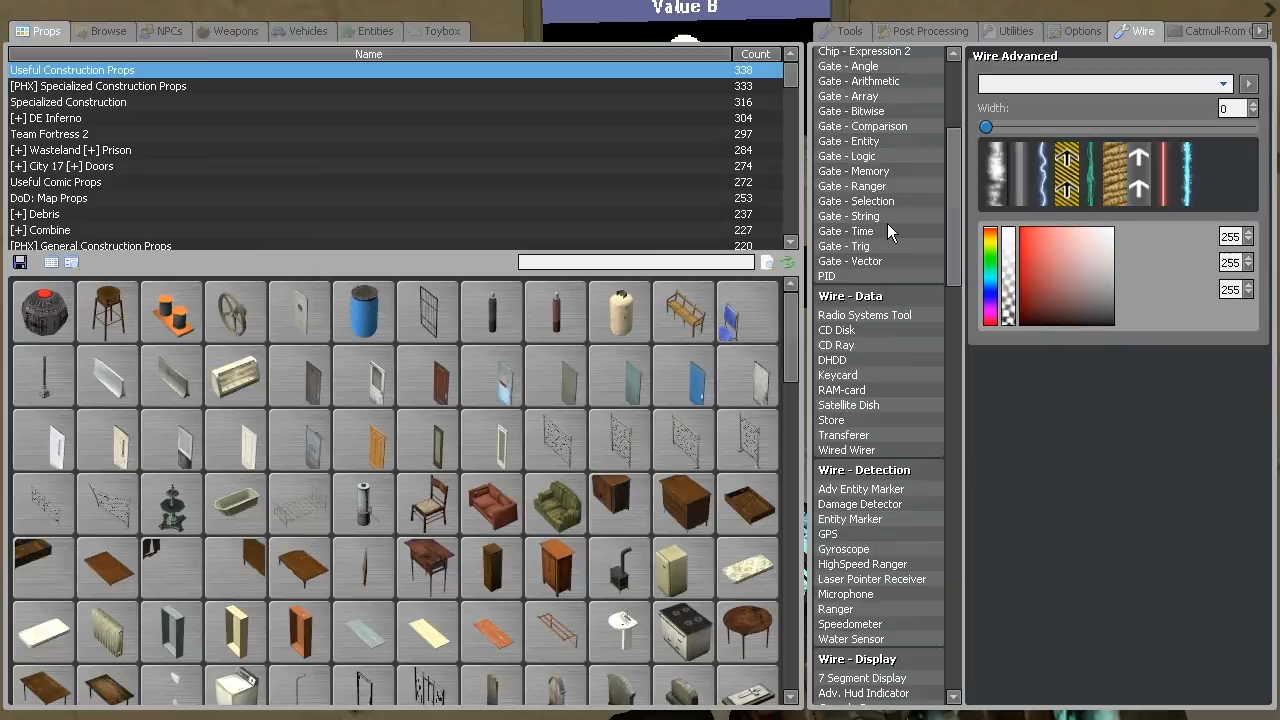 Value B
Props
Browse
NPCs
Weapons
Vehicles
Entities
Toybox
Tools
Post Processing
Utilities
Options
Wire
Catmull-Rom
Name
Count
Useful Construction Props 338
[PHX] Specialized Construction Props 333
Specialized Construction 316
[+] DE Inferno 304
Team Fortress 2 297
[+] Wasteland [+] Prison 284
[+] City 17 [+] Doors 274
Useful Comic Props 272
DoD: Map Props 253
[+] Debris 237
[+] Combine 227
[PHX] General Construction Props 220
Chip - Expression 2
Gate - Angle
Gate - Arithmetic
Gate - Array
Gate - Bitwise
Gate - Comparison
Gate - Entity
Gate - Logic
Gate - Memory
Gate - Ranger
Gate - Selection
Gate - String
Gate - Time
Gate - Trig
Gate - Vector
PID
Wire - Data
Radio Systems Tool
CD Disk
CD Ray
DHDD
Keycard
RAM-card
Satellite Dish
Store
Transferer
Wired Wirer
Wire - Detection
Adv Entity Marker
Damage Detector
Entity Marker
GPS
Gyroscope
HighSpeed Ranger
Laser Pointer Receiver
Microphone
Ranger
Speedometer
Water Sensor
Wire - Display
7 Segment Display
Adv. Hud Indicator
Wire Advanced
Width: 0
255
255
255